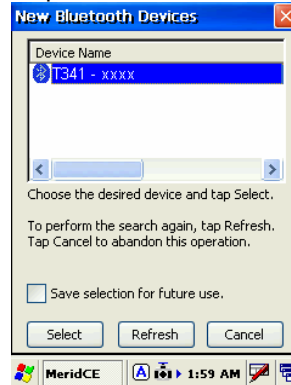 New Bluetooth Devices
Device Name
T341 - xxxx
Choose the desired device and tap Select.
To perform the search again, tap Refresh.
Tap Cancel to abandon this operation.
Save selection for future use.
Select Refresh Cancel
MeridCE A 1:59 AM